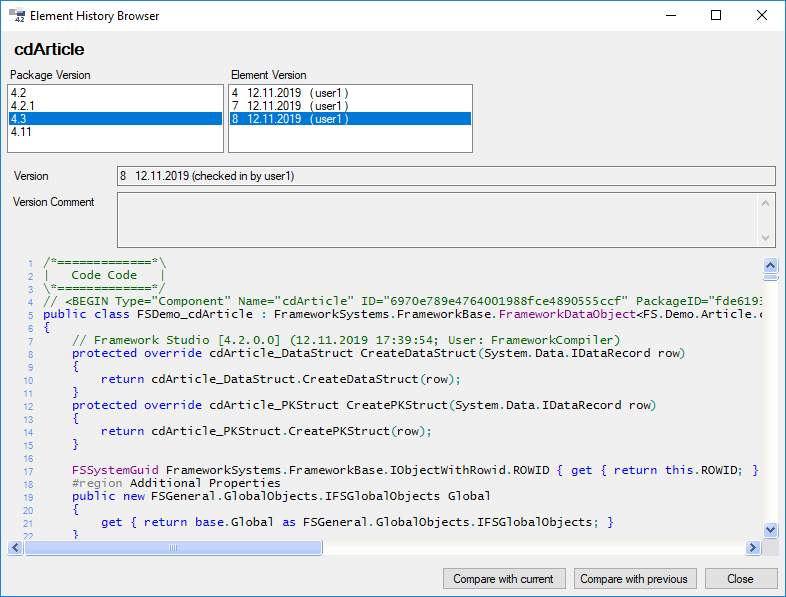 42
Element History Browser
cdArticle
Package Version
Element Version
4.2
4.2.1
4.3
4.11
4 12.11.2019 ( user1 )
7 12.11.2019 ( user1 )
8 12.11.2019 ( user1 )
Version
8 12.11.2019 (checked in by user1)
Version Comment
1 /*=============*\
2 | Code Code |
3 \*=============*/
4 // <BEGIN Type="Component" Name="cdArticle" ID="6970e789e4764001988fce4890555ccf" PackageID="fde6193
5 public class FSDemo_cdArticle : FrameworkSystems.FrameworkBase.FrameworkDataObject<FS.Demo.Article.c
6 {
7 // Framework Studio [4.2.0.0] (12.11.2019 17:39:54; User: FrameworkCompiler)
8 protected override cdArticle_DataStruct CreateDataStruct(System.Data.IDataRecord row)
9 {
10 return cdArticle_DataStruct.CreateDataStruct(row);
11 }
12 protected override cdArticle_PKStruct CreatePKStruct(System.Data.IDataRecord row)
13 {
14 return cdArticle_PKStruct.CreatePKStruct(row);
15 }
16
17 FSSystemGuid FrameworkSystems.FrameworkBase.IObjectWithRowid.ROWID { get { return this.ROWID; }
18 #region Additional Properties
19 public new FSGeneral.GlobalObjects.IFSGlobalObjects Global
20 {
21 get { return base.Global as FSGeneral.GlobalObjects.IFSGlobalObjects; }
22 }
Compare with current
Compare with previous
Close